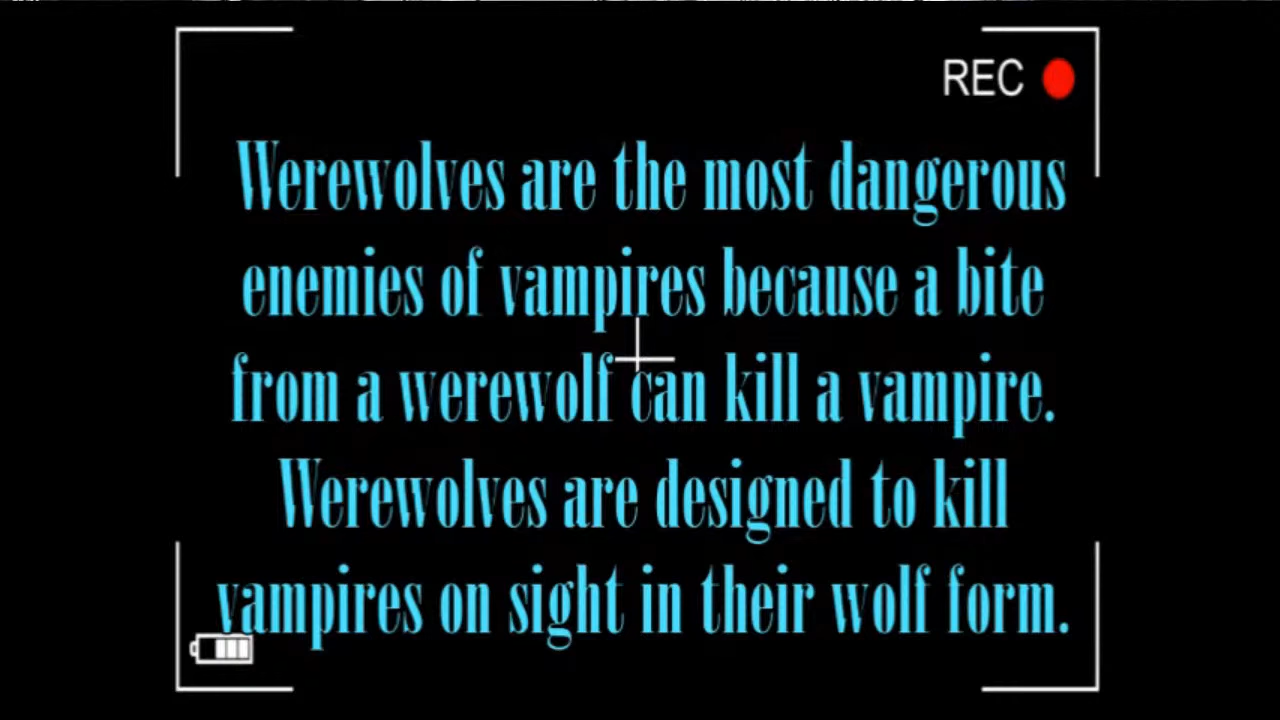 REC
Werewolves are the most dangerous
enemies of vampires because a bite
from a werewolf can kill a vampire.
Werewolves are designed to kill
vampires on sight in their wolf form.